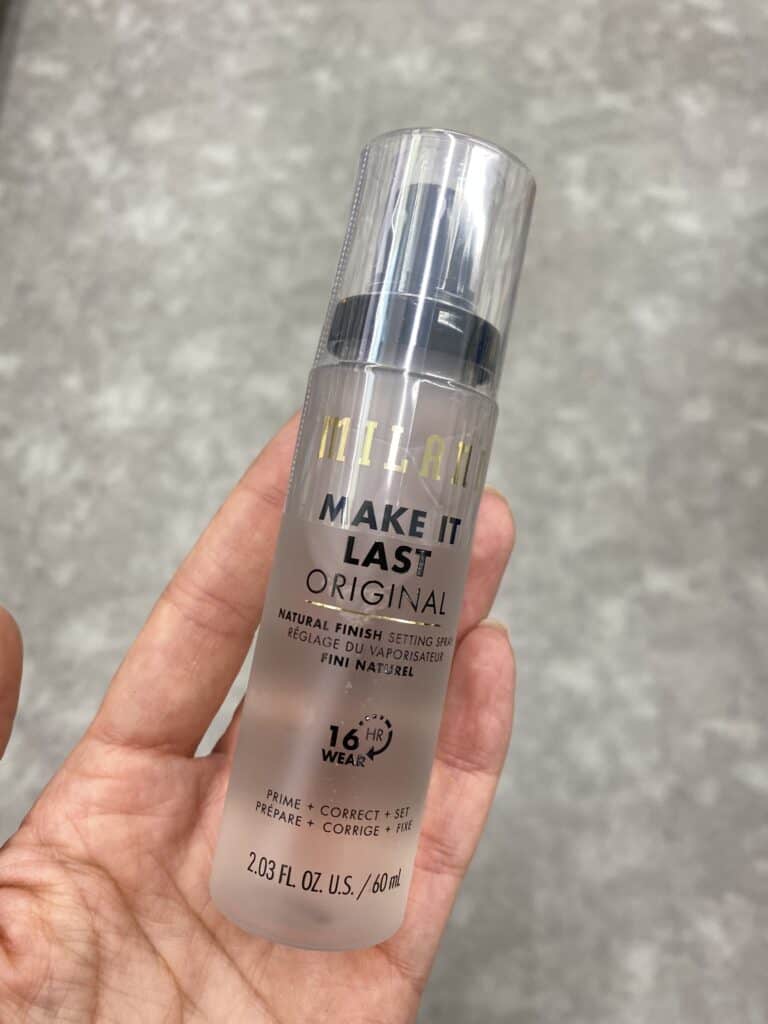 MILANI
MAKE IT
LAST
ORIGINAL
NATURAL FINISH SETTING SPRAY
RÉGLAGE DU VAPORISATEUR
FINI NATUREL
16 HR
WEAR
PRIME + CORRECT + SET
PRÉPARE + CORRIGE + FIXE
2.03 FL. OZ. U.S. / 60 mL